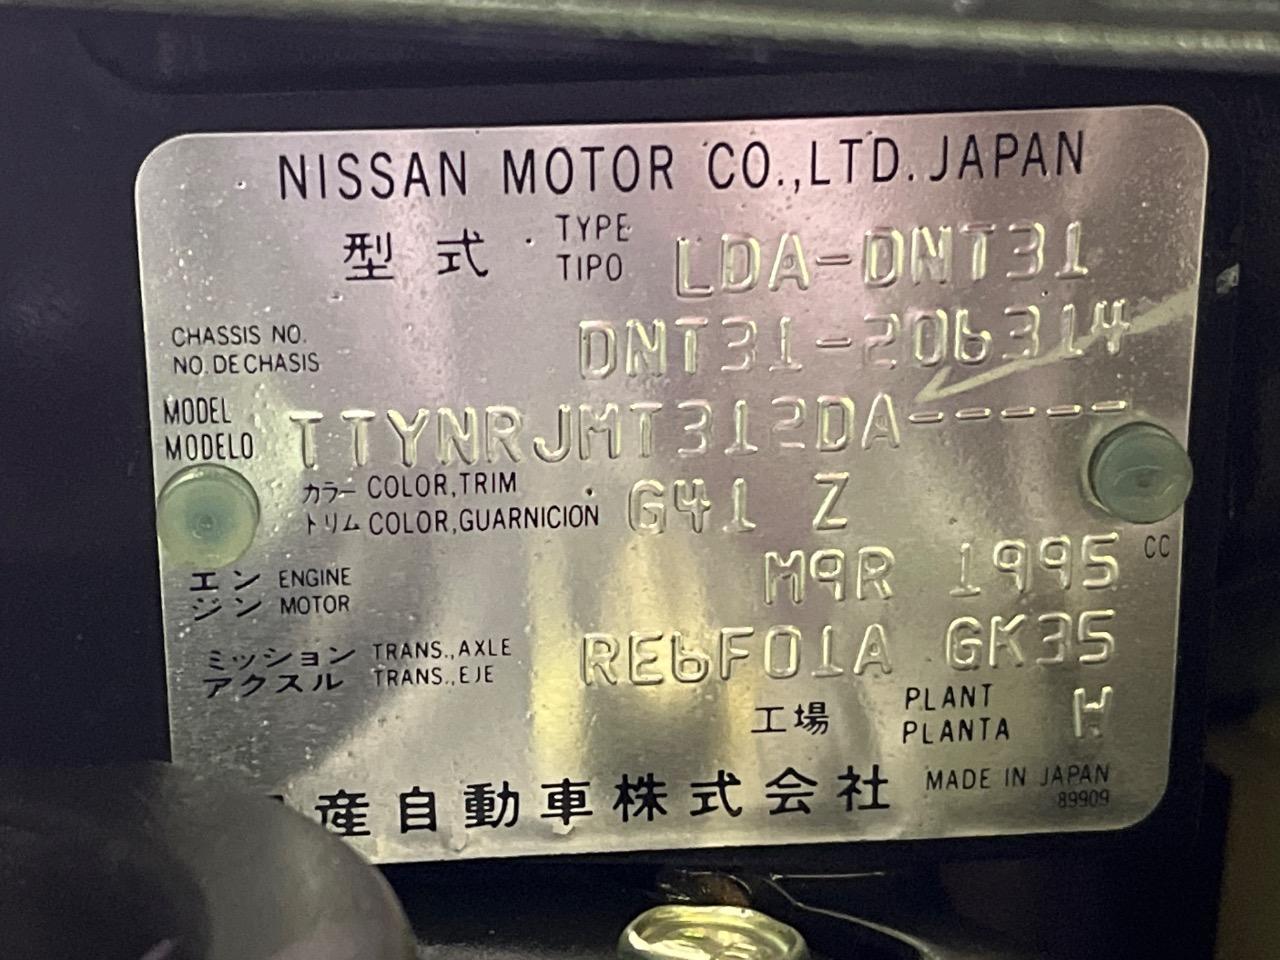 NISSAN MOTOR CO.,LTD. JAPAN
型式 TYPE LDA-DNT31
TIPO
CHASSIS NO. DNT31-206314
NO. DE CHASIS
MODEL TTYNRJMT312DA-----
MODELO
カラー COLOR,TRIM G41 Z
トリム COLOR,GUARNICION
エンジン ENGINE M9R 1995 CC
MOTOR
ミッション TRANS.,AXLE RE6F01A GK35
アクスル TRANS.,EJE
工場 PLANT H
PLANTA
産自動車株式会社 MADE IN JAPAN
89909